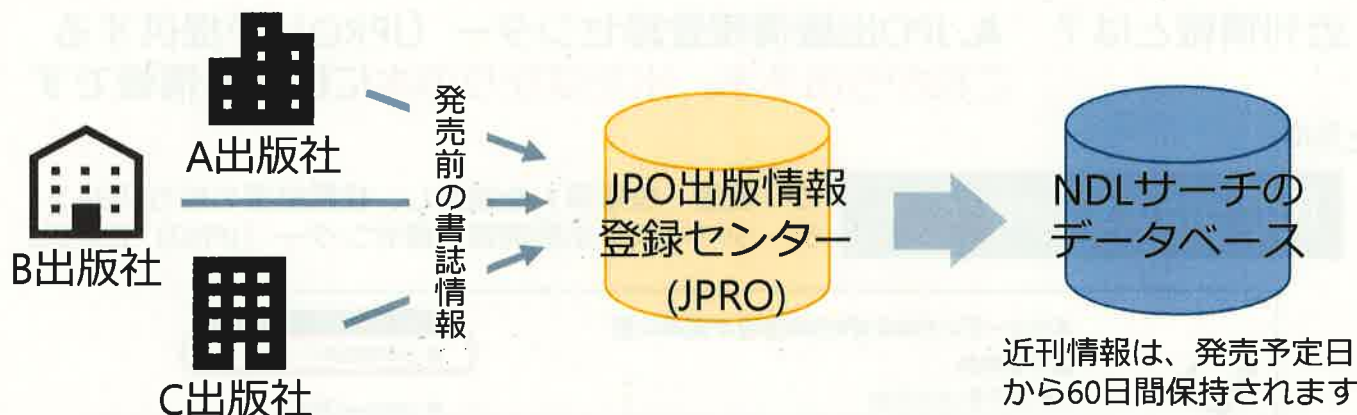 A出版社
B出版社
C出版社
発売前の書誌情報
JPO出版情報
登録センター
(JPRO)
NDLサーチの
データベース
近刊情報は、発売予定日
から60日間保持されます